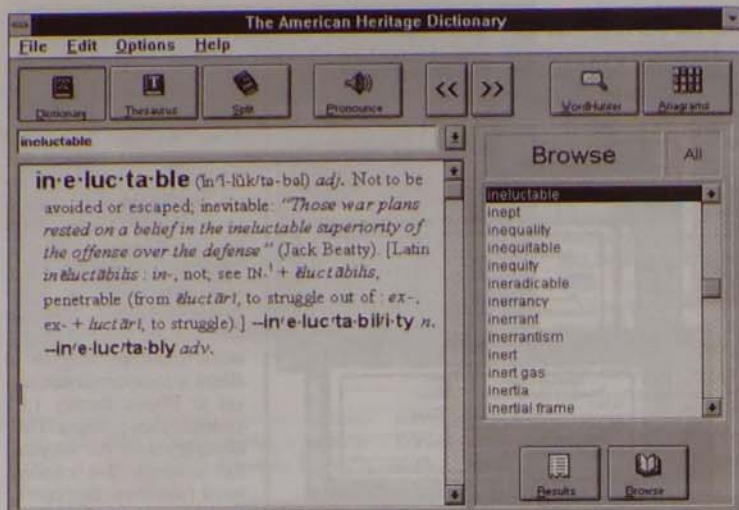 The American Heritage Dictionary
File Edit Options Help
Dictionary Thesaurus Split Pronounce << >> WordHunter Anagrams
ineluctable
in·e·luc·ta·ble (ĭn′ĭ-lŭk′tə-bəl) adj. Not to be
avoided or escaped; inevitable: "Those war plans
rested on a belief in the ineluctable superiority of
the offense over the defense" (Jack Beatty). [Latin
inēluctābilis : in-, not; see IN-¹ + ēluctābilis,
penetrable (from ēluctārī, to struggle out of : ex-,
ex- + luctārī, to struggle).] --in′e·luc′ta·bil′i·ty n.
--in′e·luc′ta·bly adv.
Browse All
ineluctable
inept
inequality
inequitable
inequity
ineradicable
inerrancy
inerrant
inerrantism
inert
inert gas
inertia
inertial frame
Results Browse